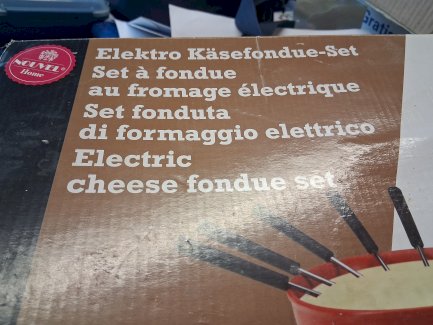 Gratis
NOUVEL
Home
Elektro Käsefondue-Set
Set à fondue
au fromage électrique
Set fonduta
di formaggio elettrico
Electric
cheese fondue set